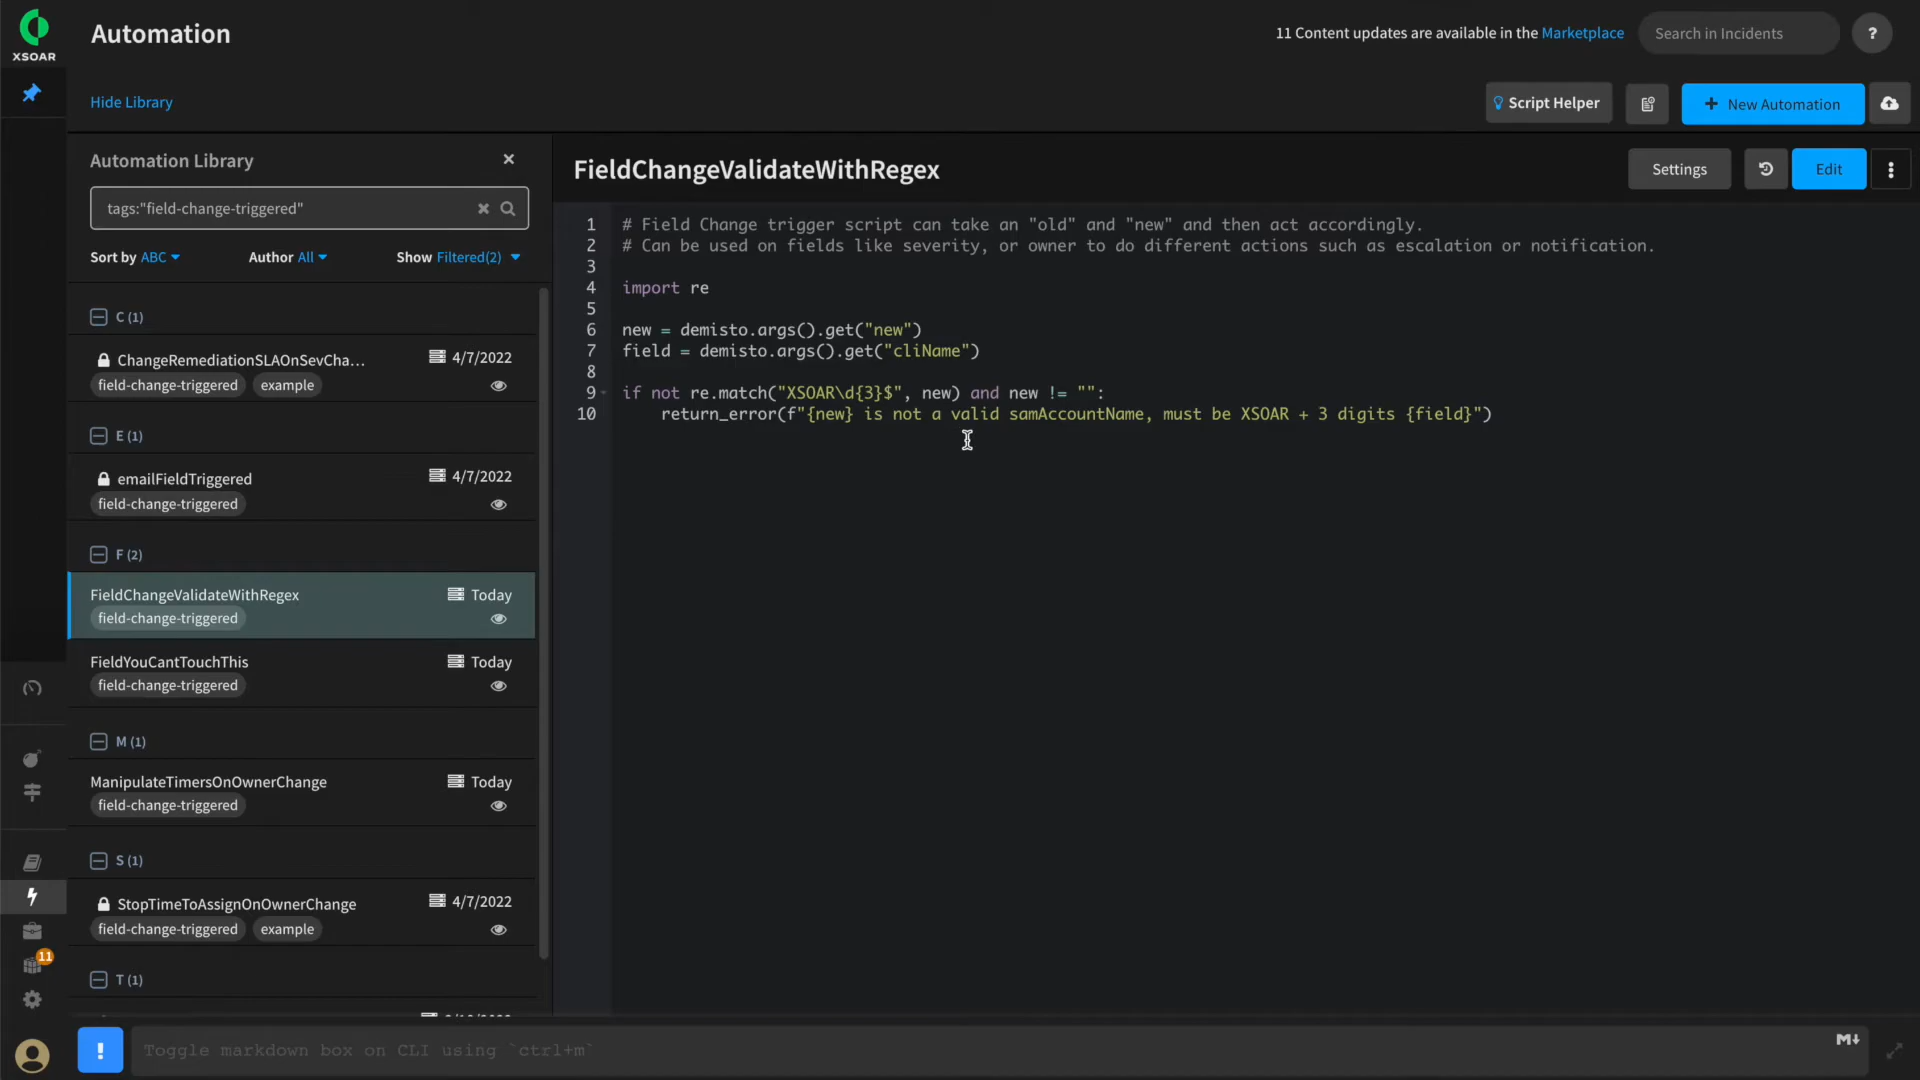 XSOAR
Automation
11 Content updates are available in the Marketplace
Search in Incidents
?
Hide Library
Script Helper
+ New Automation
Automation Library
tags:"field-change-triggered"
Sort by ABC
Author All
Show Filtered(2)
C (1)
ChangeRemediationSLAOnSevCha...
4/7/2022
field-change-triggered
example
E (1)
emailFieldTriggered
4/7/2022
field-change-triggered
F (2)
FieldChangeValidateWithRegex
Today
field-change-triggered
FieldYouCantTouchThis
Today
field-change-triggered
M (1)
ManipulateTimersOnOwnerChange
Today
field-change-triggered
S (1)
StopTimeToAssignOnOwnerChange
4/7/2022
field-change-triggered
example
T (1)
FieldChangeValidateWithRegex
Settings
Edit
1 # Field Change trigger script can take an "old" and "new" and then act accordingly.
2 # Can be used on fields like severity, or owner to do different actions such as escalation or notification.
3
4 import re
5
6 new = demisto.args().get("new")
7 field = demisto.args().get("cliName")
8
9 if not re.match("XSOAR\d{3}$", new) and new != "":
10 return_error(f"{new} is not a valid samAccountName, must be XSOAR + 3 digits {field}")
11
!
Toggle markdown box on CLI using `ctrl+m`
M